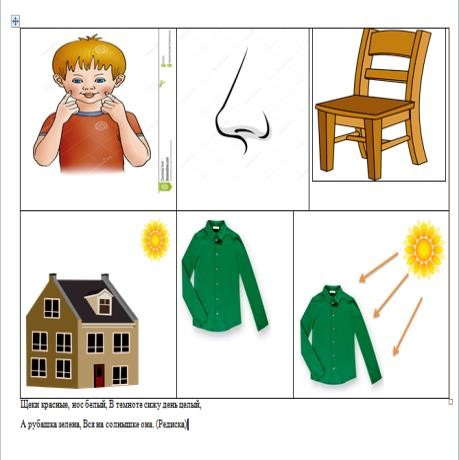 Щеки красные, нос белый, В темноте сижу день целый,
А рубашка зелена, Вся на солнышке она. (Редиска)